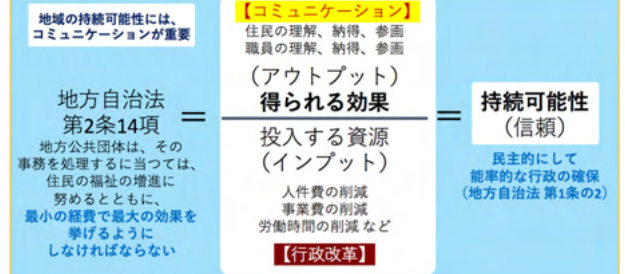 地域の持続可能性には、
コミュニケーションが重要
地方自治法
第2条14項
地方公共団体は、その
事務を処理するに当つては、
住民の福祉の増進に
努めるとともに、
最小の経費で最大の効果を
挙げるように
しなければならない
=
【コミュニケーション】
住民の理解、納得、参画
職員の理解、納得、参画
(アウトプット)
得られる効果
投入する資源
(インプット)
人件費の削減
事業費の削減
労働時間の削減 など
【行政改革】
=
持続可能性
(信頼)
民主的にして
能率的な行政の確保
(地方自治法 第1条の2)